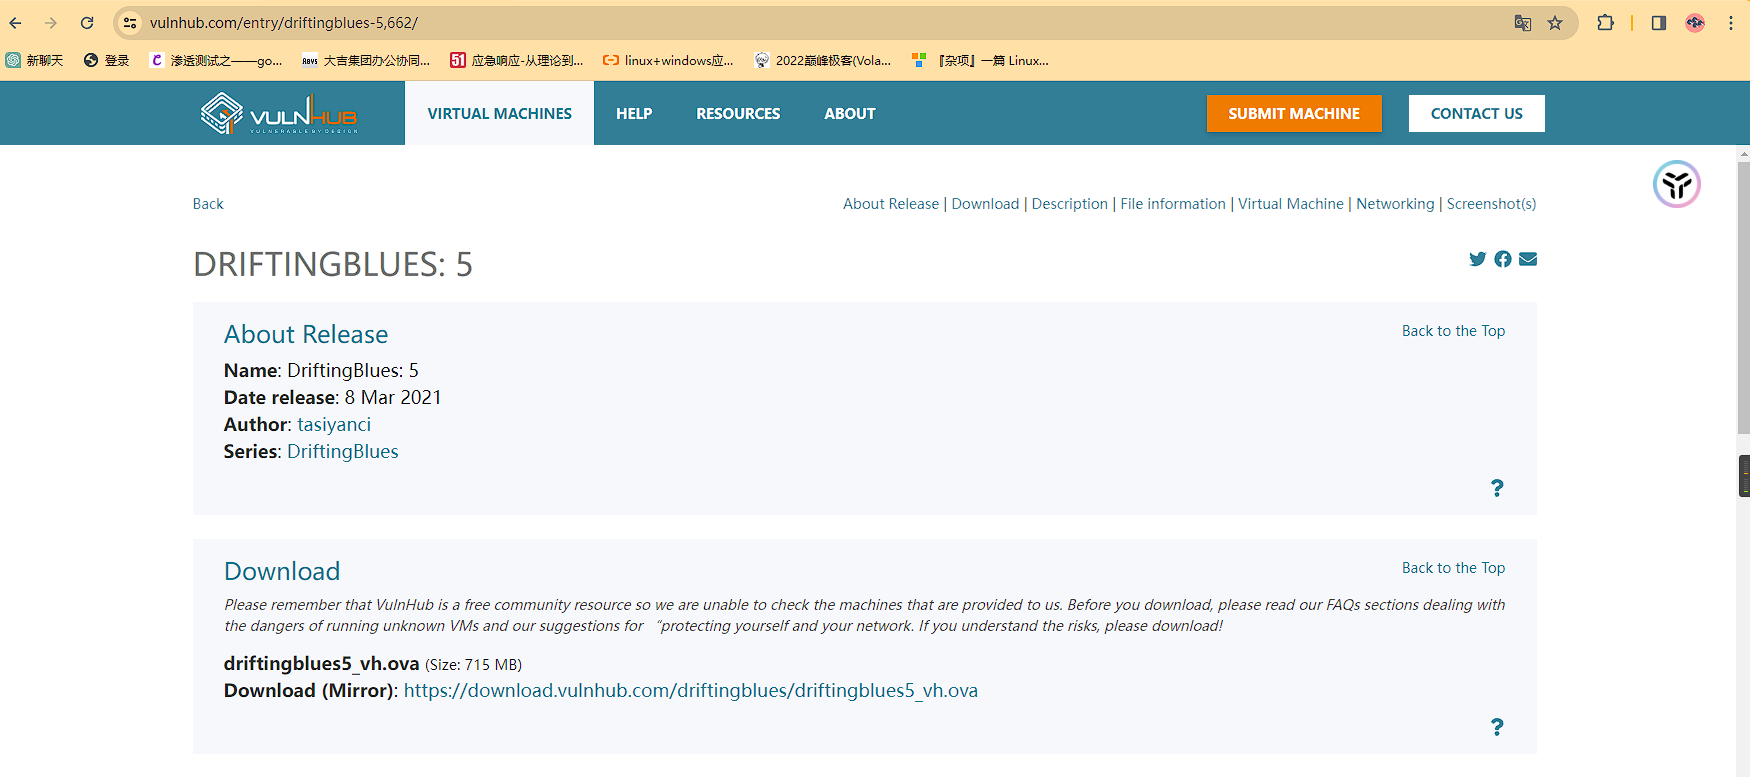 vulnhub.com/entry/driftingblues-5,662/
新聊天 登录 渗透测试之——go... 大吉集团办公协同... 应急响应-从理论到... linux+windows应... 2022巅峰极客(Vola... 『杂项』一篇 Linux...
VULNHUB VIRTUAL MACHINES HELP RESOURCES ABOUT SUBMIT MACHINE CONTACT US
VULNERABLE BY DESIGN
Back About Release | Download | Description | File information | Virtual Machine | Networking | Screenshot(s)
DRIFTINGBLUES: 5
About Release Back to the Top
Name: DriftingBlues: 5
Date release: 8 Mar 2021
Author: tasiyanci
Series: DriftingBlues
?
Download Back to the Top
Please remember that VulnHub is a free community resource so we are unable to check the machines that are provided to us. Before you download, please read our FAQs sections dealing with
the dangers of running unknown VMs and our suggestions for “protecting yourself and your network. If you understand the risks, please download!
driftingblues5_vh.ova (Size: 715 MB)
Download (Mirror): https://download.vulnhub.com/driftingblues/driftingblues5_vh.ova
?